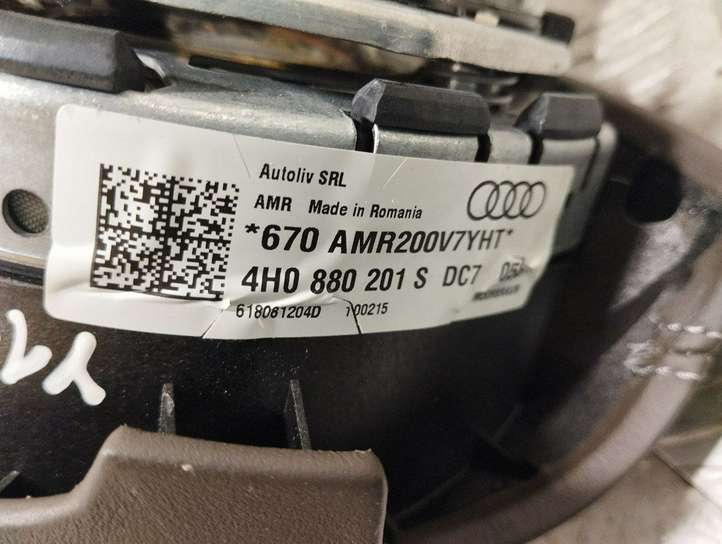 Autoliv SRL
AMR Made in Romania
*670 AMR200V7YHT*
4H0 880 201 S DC7
618061204D 100215